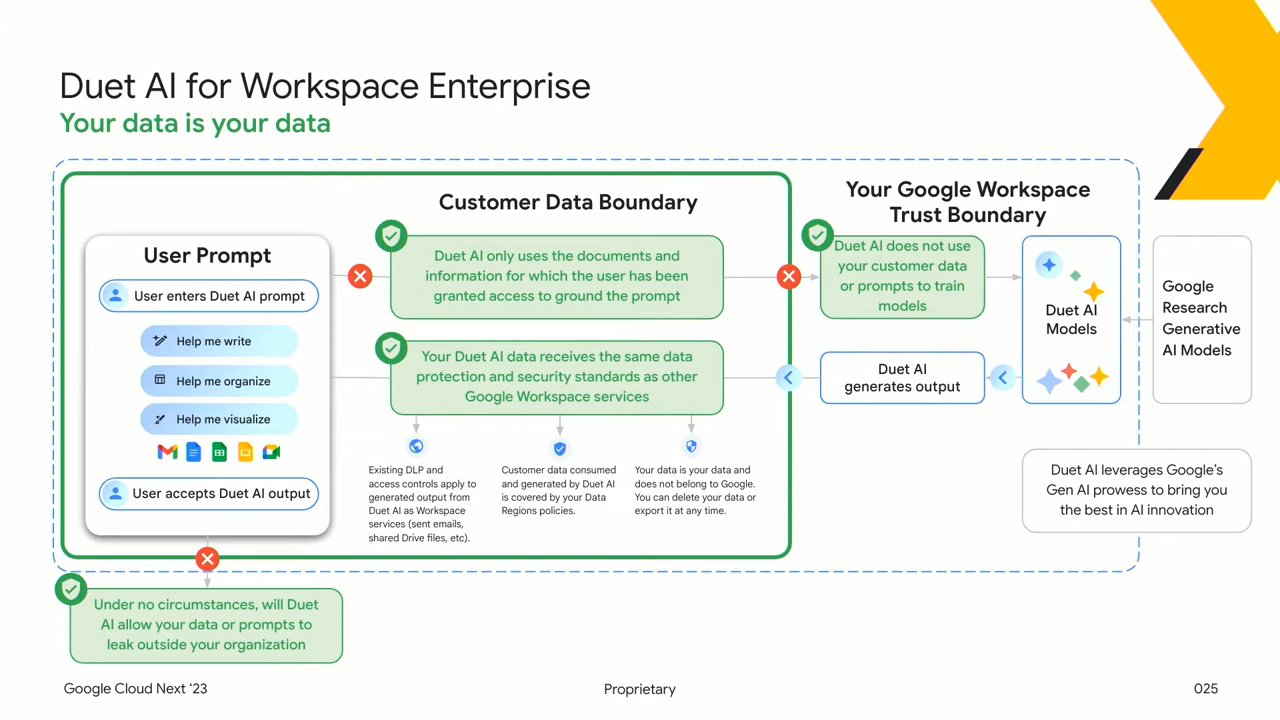 Duet AI for Workspace Enterprise
Your data is your data
Customer Data Boundary
Your Google Workspace
Trust Boundary
User Prompt
User enters Duet AI prompt
Help me write
Help me organize
Help me visualize
User accepts Duet AI output
Duet AI only uses the documents and
information for which the user has been
granted access to ground the prompt
Your Duet AI data receives the same data
protection and security standards as other
Google Workspace services
Existing DLP and
access controls apply to
generated output from
Duet AI as Workspace
services (sent emails,
shared Drive files, etc).
Customer data consumed
and generated by Duet AI
is covered by your Data
Regions policies.
Your data is your data and
does not belong to Google.
You can delete your data or
export it at any time.
Duet AI does not use
your customer data
or prompts to train
models
Duet AI
generates output
Duet AI
Models
Google
Research
Generative
AI Models
Duet AI leverages Google’s
Gen AI prowess to bring you
the best in AI innovation
Under no circumstances, will Duet
AI allow your data or prompts to
leak outside your organization
Google Cloud Next ‘23
Proprietary
025